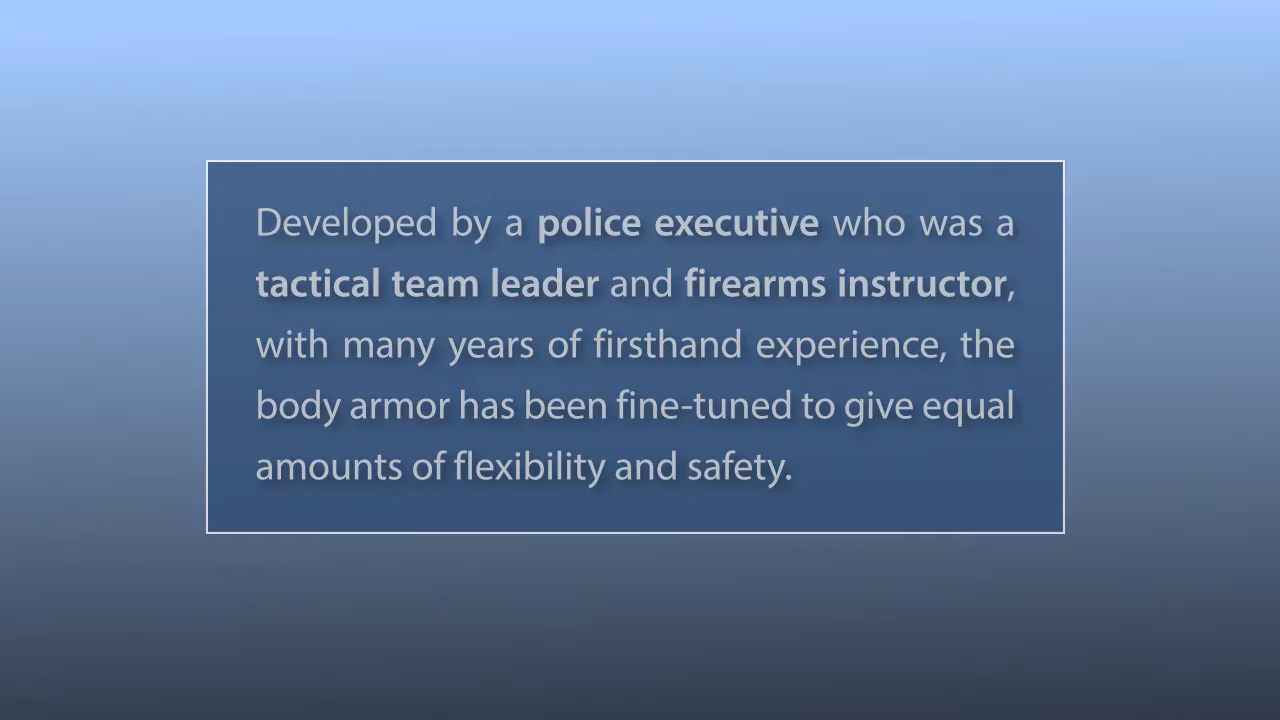 Developed by a police executive who was a
tactical team leader and firearms instructor,
with many years of firsthand experience, the
body armor has been fine-tuned to give equal
amounts of flexibility and safety.